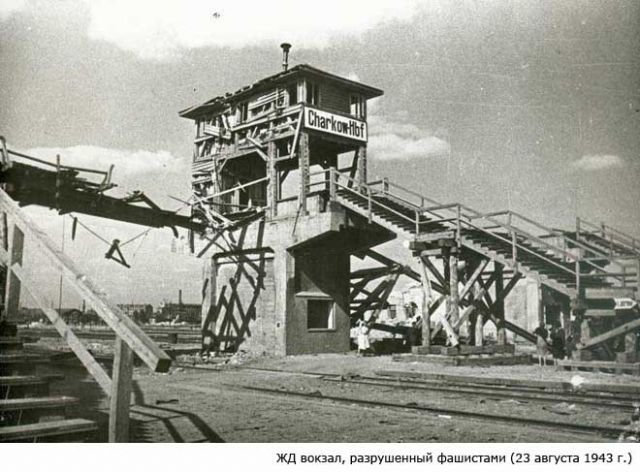 Charkow-Hbf
ЖД вокзал, разрушенный фашистами (23 августа 1943 г.)